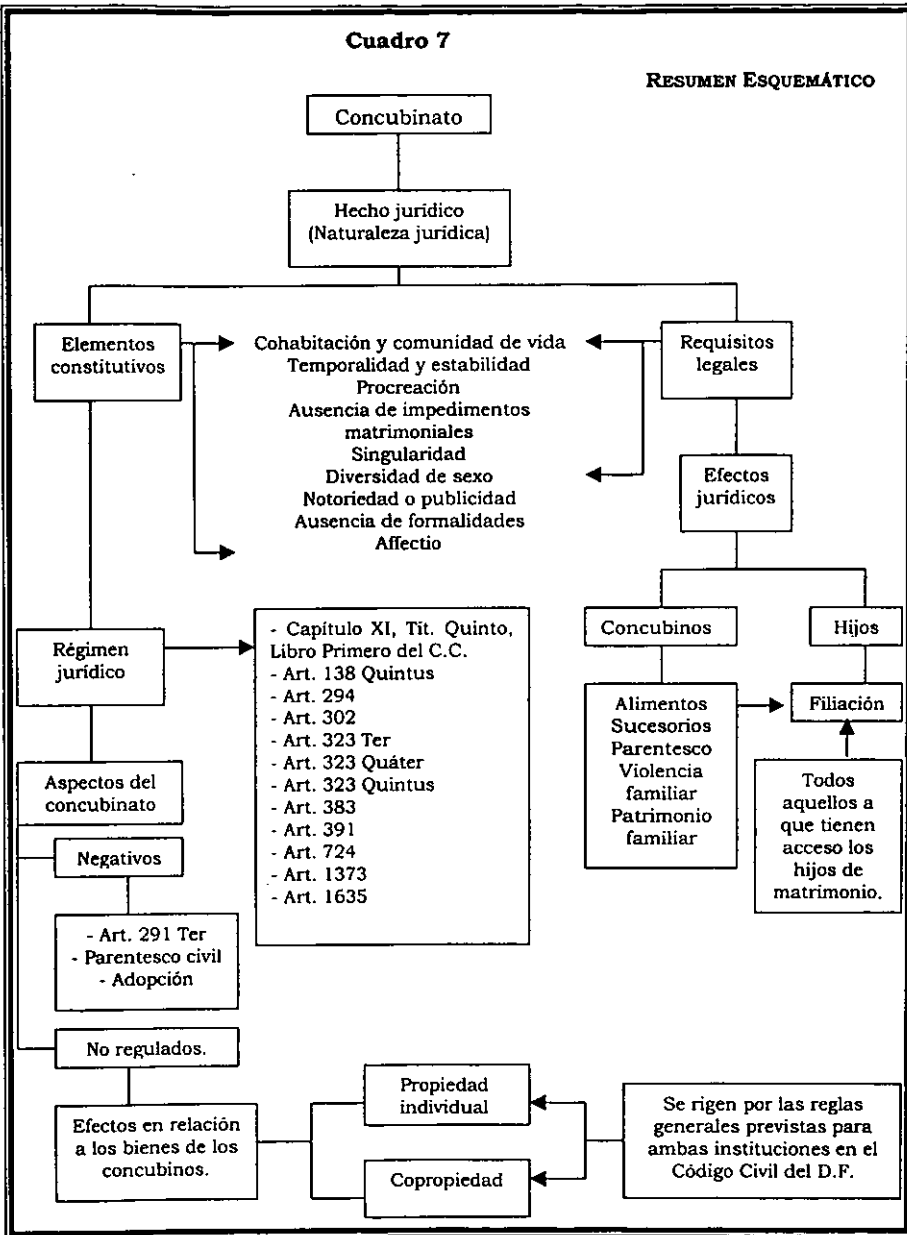 Cuadro 7
RESUMEN ESQUEMÁTICO
Concubinato
Hecho jurídico
(Naturaleza jurídica)
Elementos
constitutivos
Cohabitación y comunidad de vida
Temporalidad y estabilidad
Procreación
Ausencia de impedimentos
matrimoniales
Singularidad
Diversidad de sexo
Notoriedad o publicidad
Ausencia de formalidades
Affectio
Requisitos
legales
Efectos
jurídicos
Concubinos
Hijos
Alimentos
Sucesorios
Parentesco
Violencia
familiar
Patrimonio
familiar
Filiación
Todos
aquellos a
que tienen
acceso los
hijos de
matrimonio.
Régimen
jurídico
- Capítulo XI, Tít. Quinto,
Libro Primero del C.C.
- Art. 138 Quintus
- Art. 294
- Art. 302
- Art. 323 Ter
- Art. 323 Quáter
- Art. 323 Quintus
- Art. 383
- Art. 391
- Art. 724
- Art. 1373
- Art. 1635
Aspectos del
concubinato
Negativos
- Art. 291 Ter
- Parentesco civil
- Adopción
No regulados.
Efectos en relación
a los bienes de los
concubinos.
Propiedad
individual
Copropiedad
Se rigen por las reglas
generales previstas para
ambas instituciones en el
Código Civil del D.F.